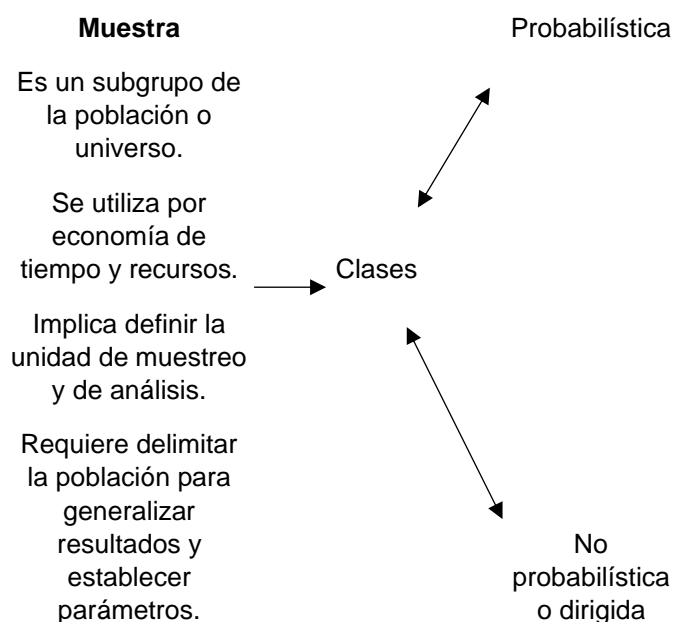 Muestra
Es un subgrupo de
la población o
universo.
Se utiliza por
economía de
tiempo y recursos.
Implica definir la
unidad de muestreo
y de análisis.
Requiere delimitar
la población para
generalizar
resultados y
establecer
parámetros.
Clases
Probabilística
No
probabilística
o dirigida